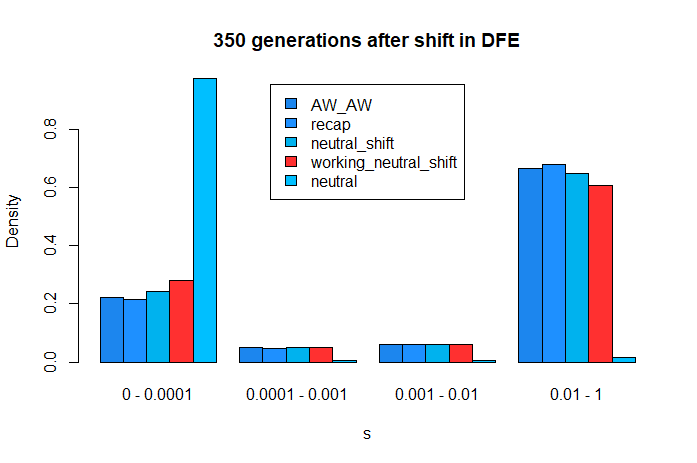 350 generations after shift in DFE
AW_AW
recap
neutral_shift
working_neutral_shift
neutral
Density
0.8
0.6
0.4
0.2
0.0
0 - 0.0001
0.0001 - 0.001
0.001 - 0.01
0.01 - 1
s